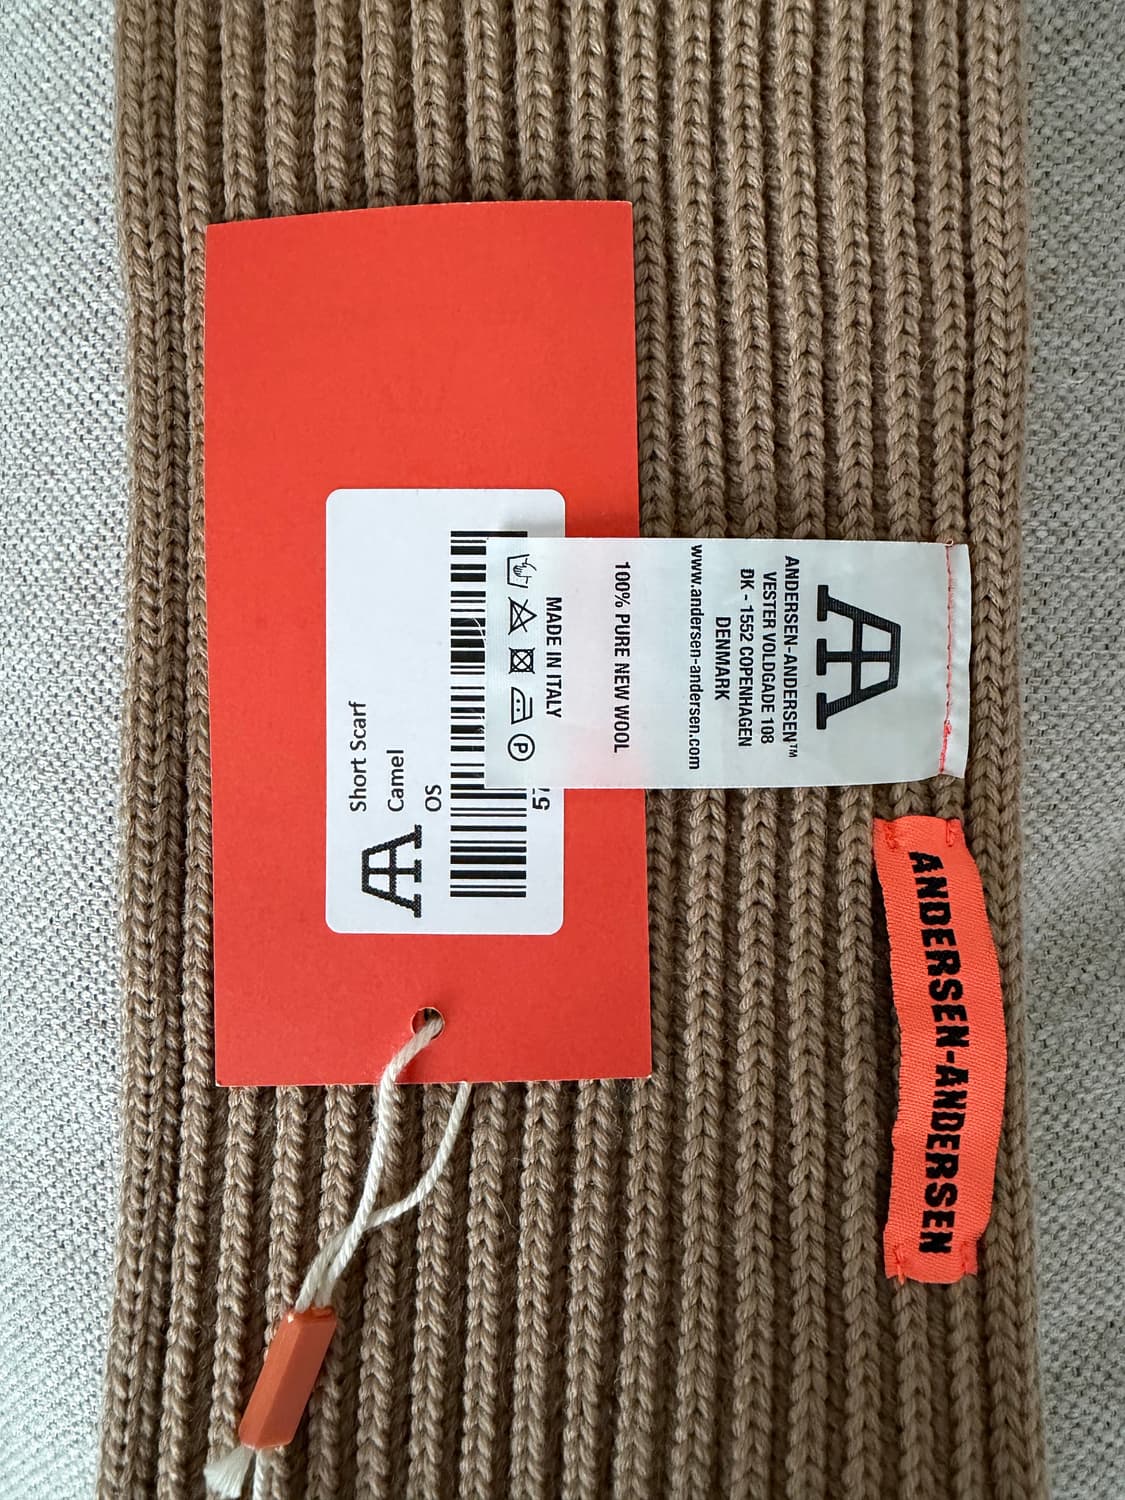 Short Scarf
Camel
OS
ANDERSEN-ANDERSEN™
VESTER VOLDGADE 108
DK - 1552 COPENHAGEN
DENMARK
www.andersen-andersen.com
100% PURE NEW WOOL
MADE IN ITALY
P
ANDERSEN-ANDERSEN